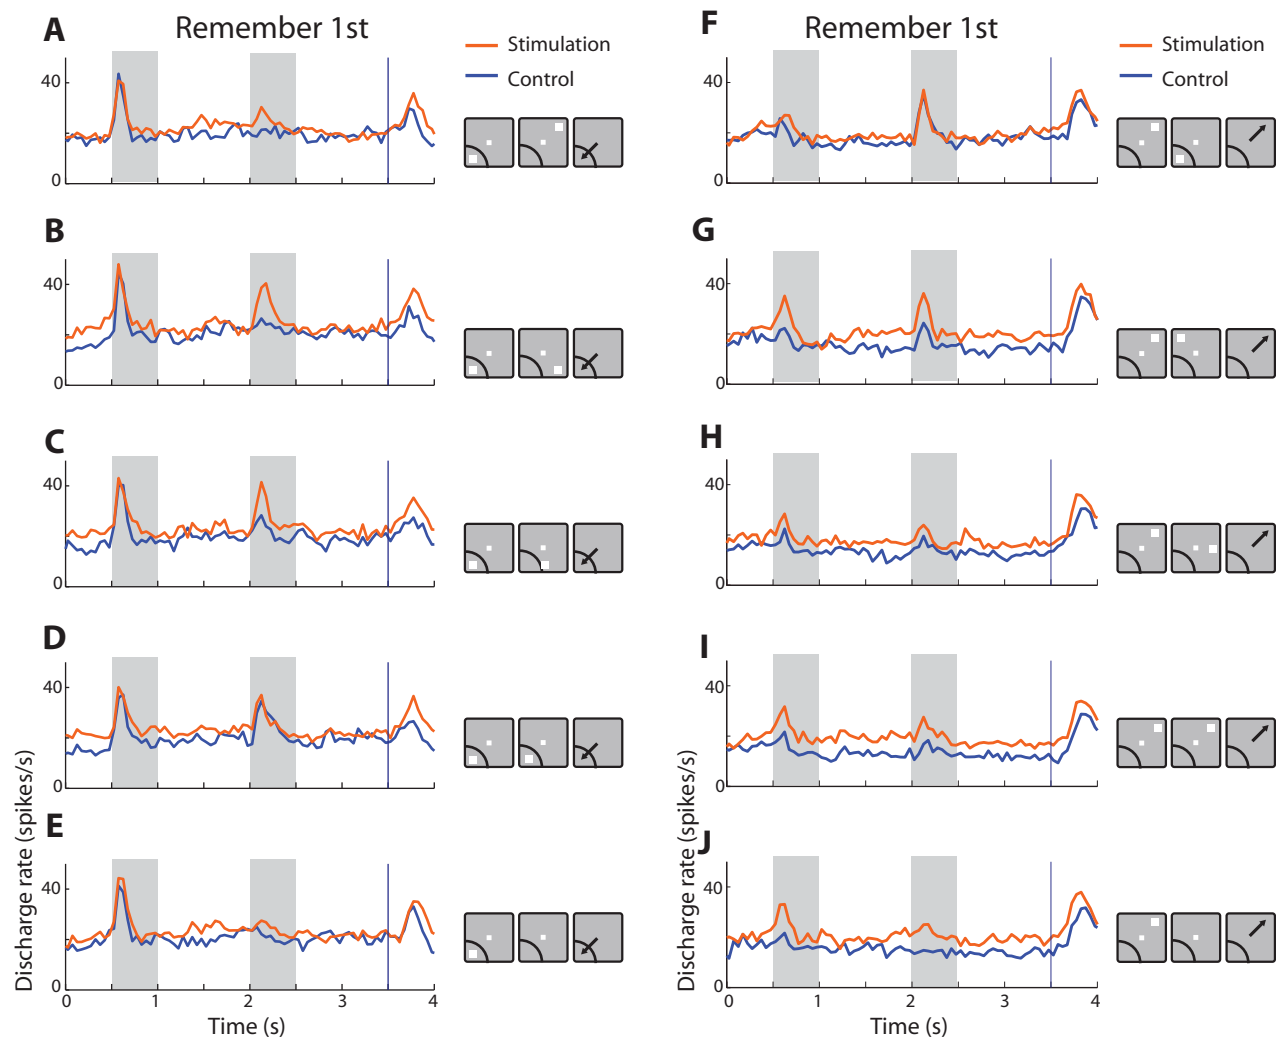 A
Remember 1st
Stimulation
Control
40
0
B
40
0
C
40
0
D
40
0
E
40
0
0
1
2
3
4
Time (s)
Discharge rate (spikes/s)
F
Remember 1st
Stimulation
Control
40
0
G
40
0
H
40
0
I
40
0
J
40
0
0
1
2
3
4
Time (s)
Discharge rate (spikes/s)